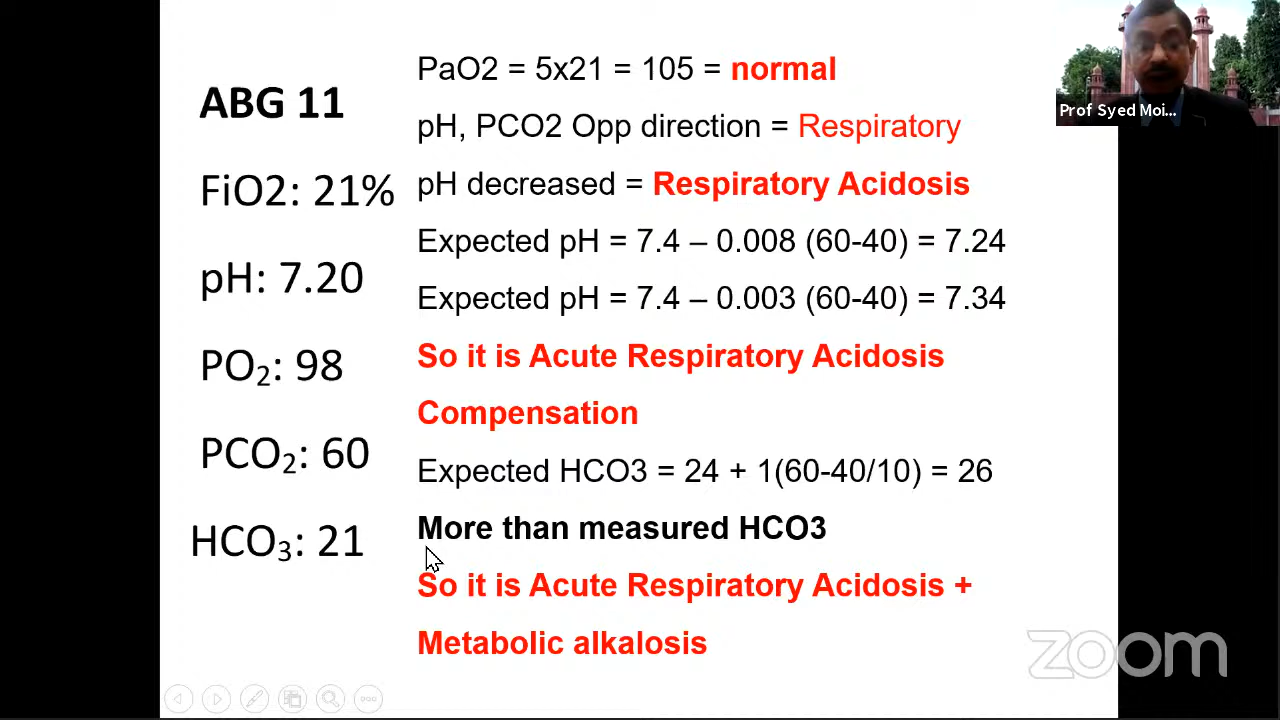 ABG 11
FiO2: 21%
pH: 7.20
PO₂: 98
PCO₂: 60
HCO₃: 21
PaO2 = 5x21 = 105 = normal
pH, PCO2 Opp direction = Respiratory
pH decreased = Respiratory Acidosis
Expected pH = 7.4 – 0.008 (60-40) = 7.24
Expected pH = 7.4 – 0.003 (60-40) = 7.34
So it is Acute Respiratory Acidosis
Compensation
Expected HCO3 = 24 + 1(60-40/10) = 26
More than measured HCO3
So it is Acute Respiratory Acidosis +
Metabolic alkalosis
Prof Syed Moi...
zoom